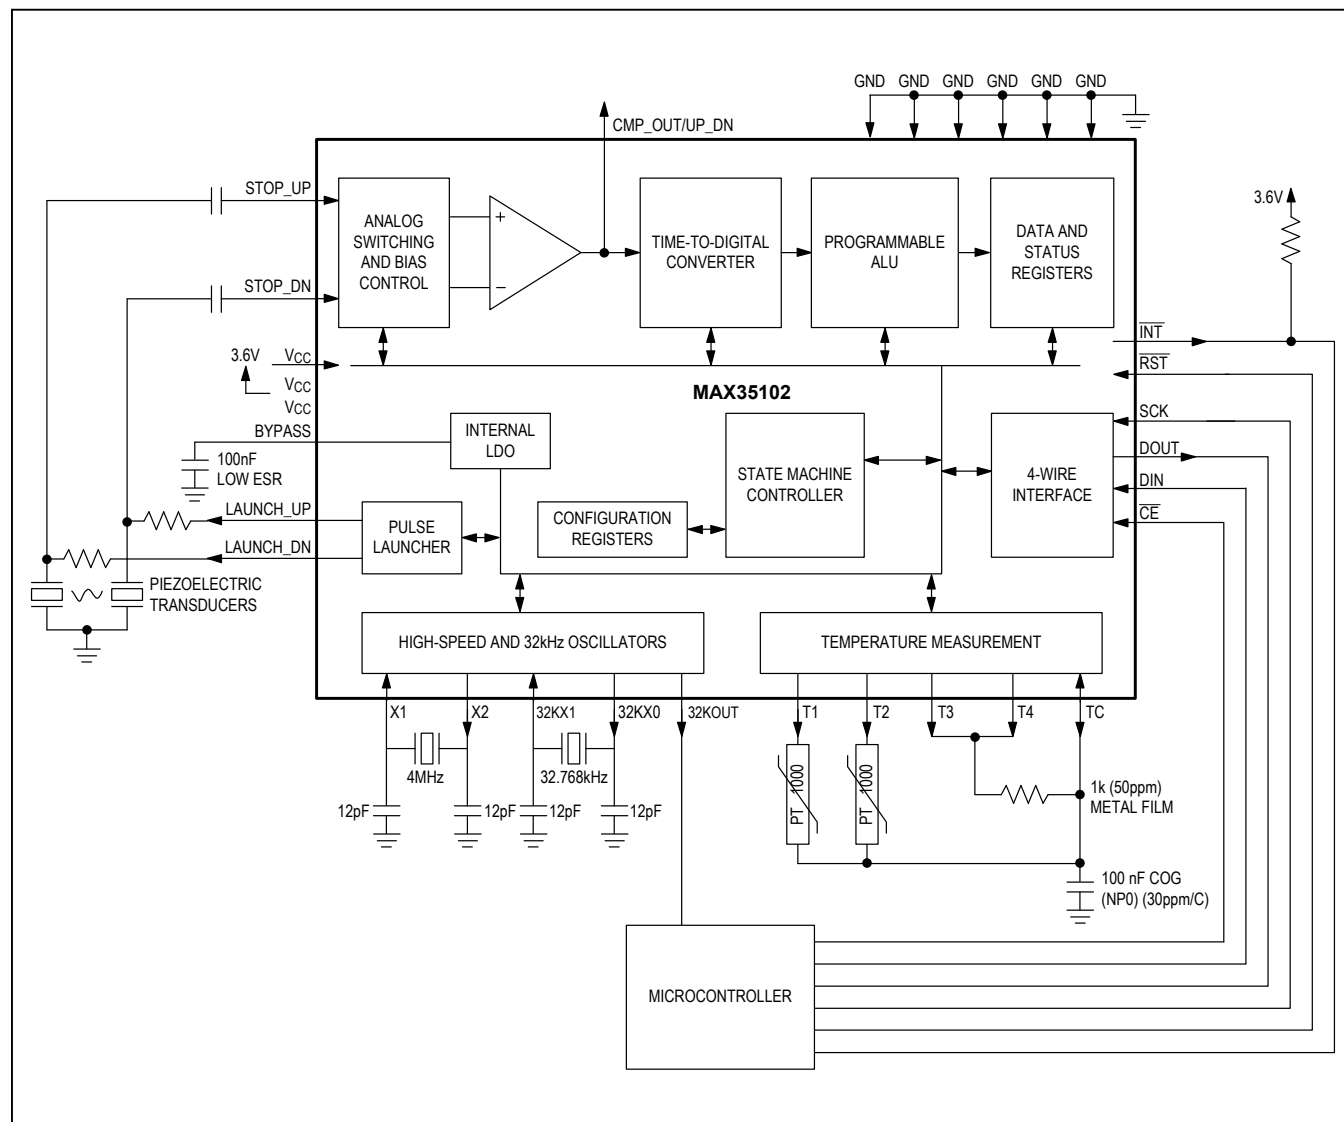 GND GND GND GND GND GND
CMP_OUT/UP_DN
STOP_UP
3.6V
ANALOG
SWITCHING
AND BIAS
CONTROL
+
−
TIME-TO-DIGITAL
CONVERTER
PROGRAMMABLE
ALU
DATA AND
STATUS
REGISTERS
STOP_DN
INT
3.6V
VCC
VCC
VCC
RST
MAX35102
SCK
BYPASS
INTERNAL
LDO
DOUT
100nF
LOW ESR
STATE MACHINE
CONTROLLER
4-WIRE
INTERFACE
DIN
LAUNCH_UP
CE
PULSE
LAUNCHER
CONFIGURATION
REGISTERS
LAUNCH_DN
PIEZOELECTRIC
TRANSDUCERS
HIGH-SPEED AND 32kHz OSCILLATORS
TEMPERATURE MEASUREMENT
X1 X2 32KX1 32KX0 32KOUT T1 T2 T3 T4 TC
4MHz
32.768kHz
PT 1000
PT 1000
1k (50ppm)
METAL FILM
12pF 12pF 12pF 12pF
100 nF COG
(NP0) (30ppm/C)
MICROCONTROLLER